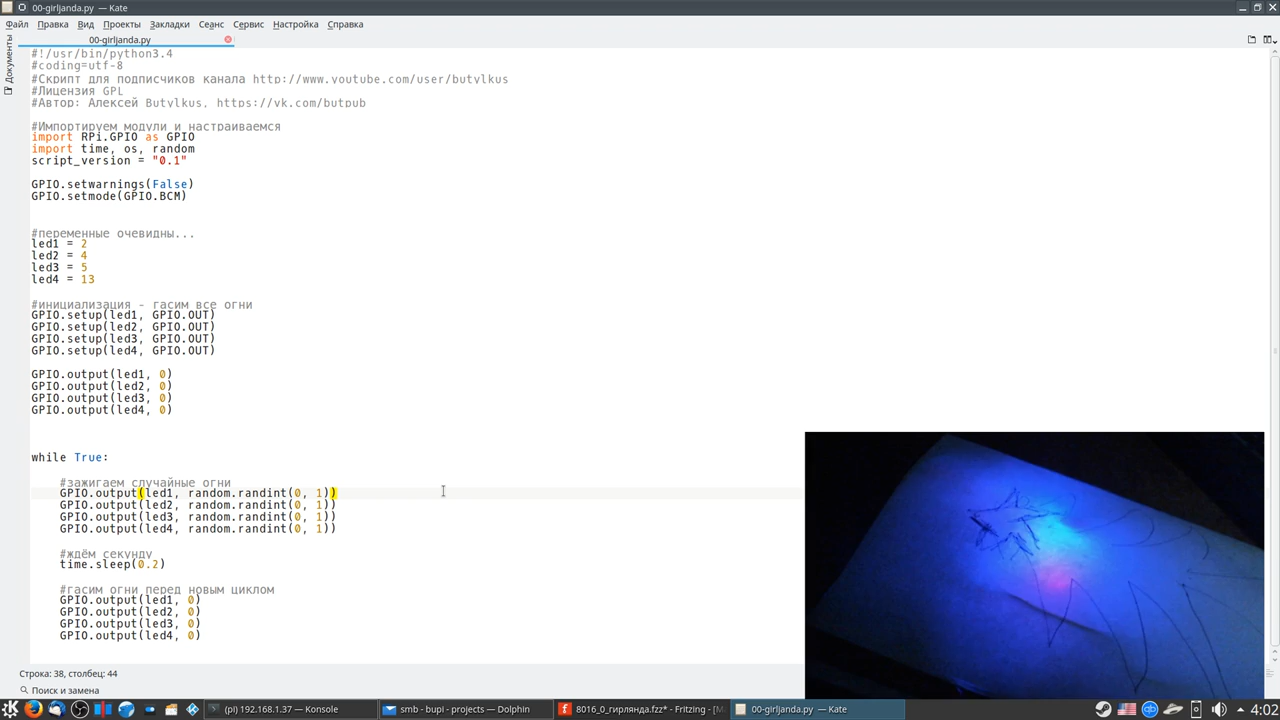 00-girljanda.py — Kate
Файл Правка Вид Проекты Закладки Сеанс Сервис Настройка Справка
00-girljanda.py
Документы
#!/usr/bin/python3.4
#coding=utf-8
#Скрипт для подписчиков канала http://www.youtube.com/user/butylkus
#Лицензия GPL
#Автор: Алексей Butylkus, https://vk.com/butpub
#Импортируем модули и настраиваемся
import RPi.GPIO as GPIO
import time, os, random
script_version = "0.1"
GPIO.setwarnings(False)
GPIO.setmode(GPIO.BCM)
#переменные очевидны...
led1 = 2
led2 = 4
led3 = 5
led4 = 13
#инициализация - гасим все огни
GPIO.setup(led1, GPIO.OUT)
GPIO.setup(led2, GPIO.OUT)
GPIO.setup(led3, GPIO.OUT)
GPIO.setup(led4, GPIO.OUT)
GPIO.output(led1, 0)
GPIO.output(led2, 0)
GPIO.output(led3, 0)
GPIO.output(led4, 0)
while True:
#зажигаем случайные огни
GPIO.output(led1, random.randint(0, 1))
GPIO.output(led2, random.randint(0, 1))
GPIO.output(led3, random.randint(0, 1))
GPIO.output(led4, random.randint(0, 1))
#ждём секунду
time.sleep(0.2)
#гасим огни перед новым циклом
GPIO.output(led1, 0)
GPIO.output(led2, 0)
GPIO.output(led3, 0)
GPIO.output(led4, 0)
Строка: 38, столбец: 44
Поиск и замена
(pi) 192.168.1.37 — Konsole
smb - bupi - projects — Dolphin
8016_0_гирлянда.fzz* - Fritzing - [М
00-girljanda.py — Kate
4:02